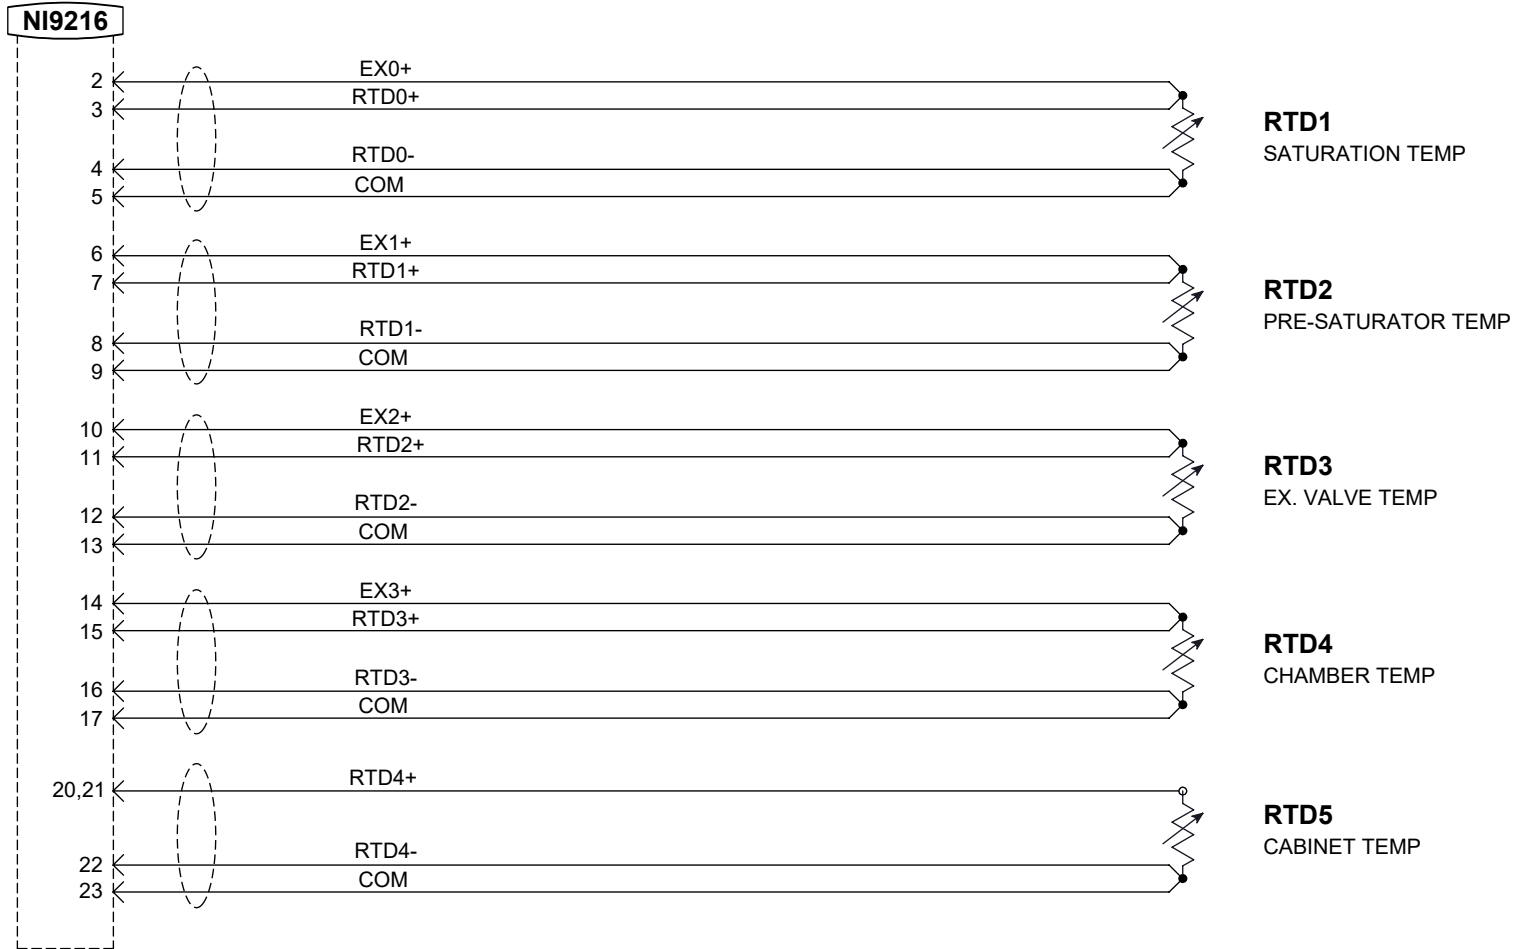 NI9216
2
EX0+
3
RTD0+
RTD1
SATURATION TEMP
4
RTD0-
5
COM
6
EX1+
7
RTD1+
RTD2
PRE-SATURATOR TEMP
8
RTD1-
9
COM
10
EX2+
11
RTD2+
RTD3
EX. VALVE TEMP
12
RTD2-
13
COM
14
EX3+
15
RTD3+
RTD4
CHAMBER TEMP
16
RTD3-
17
COM
20,21
RTD4+
RTD5
CABINET TEMP
22
RTD4-
23
COM